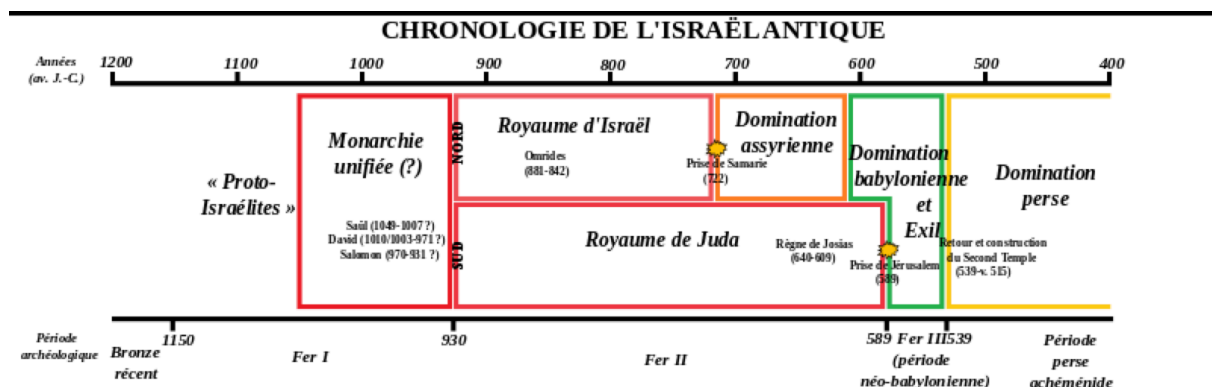 CHRONOLOGIE DE L'ISRAËL ANTIQUE
Années
(av. J.-C.)
1200 1100 1000 900 800 700 600 500 400
« Proto-
Israélites »
Monarchie
unifiée (?)
Saül (1049-1007 ?)
David (1010/1003-971 ?)
Salomon (970-931 ?)
NORD
Royaume d'Israël
Omrides
(881-842)
Prise de Samarie
(722)
Domination
assyrienne
SUD
Royaume de Juda
Règne de Josias
(640-609)
Prise de Jérusalem
(589)
Domination
babylonienne
et
Exil
Domination
perse
Retour et construction
du Second Temple
(539-v. 515)
Période
archéologique
1150 930 589 539
Bronze
récent
Fer I
Fer II
Fer III
(période
néo-babylonienne)
Période
perse
achéménide